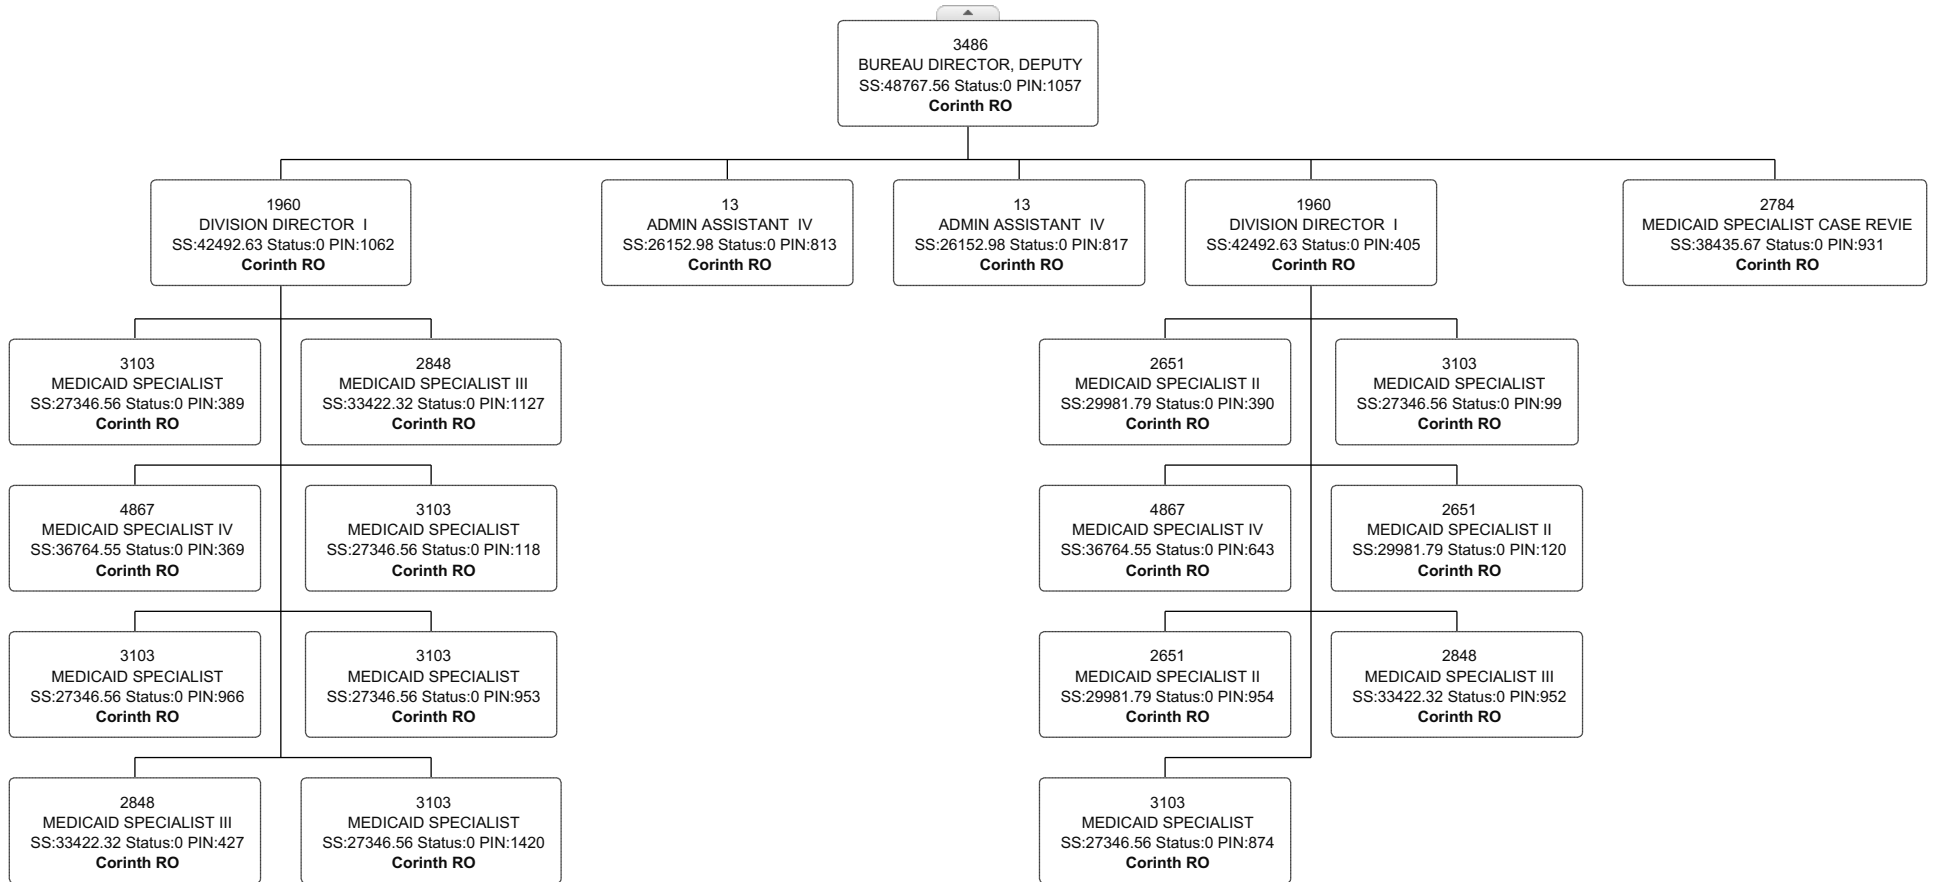 3486
BUREAU DIRECTOR, DEPUTY
SS:48767.56 Status:0 PIN:1057
Corinth RO
1960
DIVISION DIRECTOR  I
SS:42492.63 Status:0 PIN:1062
Corinth RO
13
ADMIN ASSISTANT  IV
SS:26152.98 Status:0 PIN:813
Corinth RO
13
ADMIN ASSISTANT  IV
SS:26152.98 Status:0 PIN:817
Corinth RO
1960
DIVISION DIRECTOR  I
SS:42492.63 Status:0 PIN:405
Corinth RO
2784
MEDICAID SPECIALIST CASE REVIE
SS:38435.67 Status:0 PIN:931
Corinth RO
3103
MEDICAID SPECIALIST
SS:27346.56 Status:0 PIN:389
Corinth RO
2848
MEDICAID SPECIALIST III
SS:33422.32 Status:0 PIN:1127
Corinth RO
2651
MEDICAID SPECIALIST II
SS:29981.79 Status:0 PIN:390
Corinth RO
3103
MEDICAID SPECIALIST
SS:27346.56 Status:0 PIN:99
Corinth RO
4867
MEDICAID SPECIALIST IV
SS:36764.55 Status:0 PIN:369
Corinth RO
3103
MEDICAID SPECIALIST
SS:27346.56 Status:0 PIN:118
Corinth RO
4867
MEDICAID SPECIALIST IV
SS:36764.55 Status:0 PIN:643
Corinth RO
2651
MEDICAID SPECIALIST II
SS:29981.79 Status:0 PIN:120
Corinth RO
3103
MEDICAID SPECIALIST
SS:27346.56 Status:0 PIN:966
Corinth RO
3103
MEDICAID SPECIALIST
SS:27346.56 Status:0 PIN:953
Corinth RO
2651
MEDICAID SPECIALIST II
SS:29981.79 Status:0 PIN:954
Corinth RO
2848
MEDICAID SPECIALIST III
SS:33422.32 Status:0 PIN:952
Corinth RO
2848
MEDICAID SPECIALIST III
SS:33422.32 Status:0 PIN:427
Corinth RO
3103
MEDICAID SPECIALIST
SS:27346.56 Status:0 PIN:1420
Corinth RO
3103
MEDICAID SPECIALIST
SS:27346.56 Status:0 PIN:874
Corinth RO